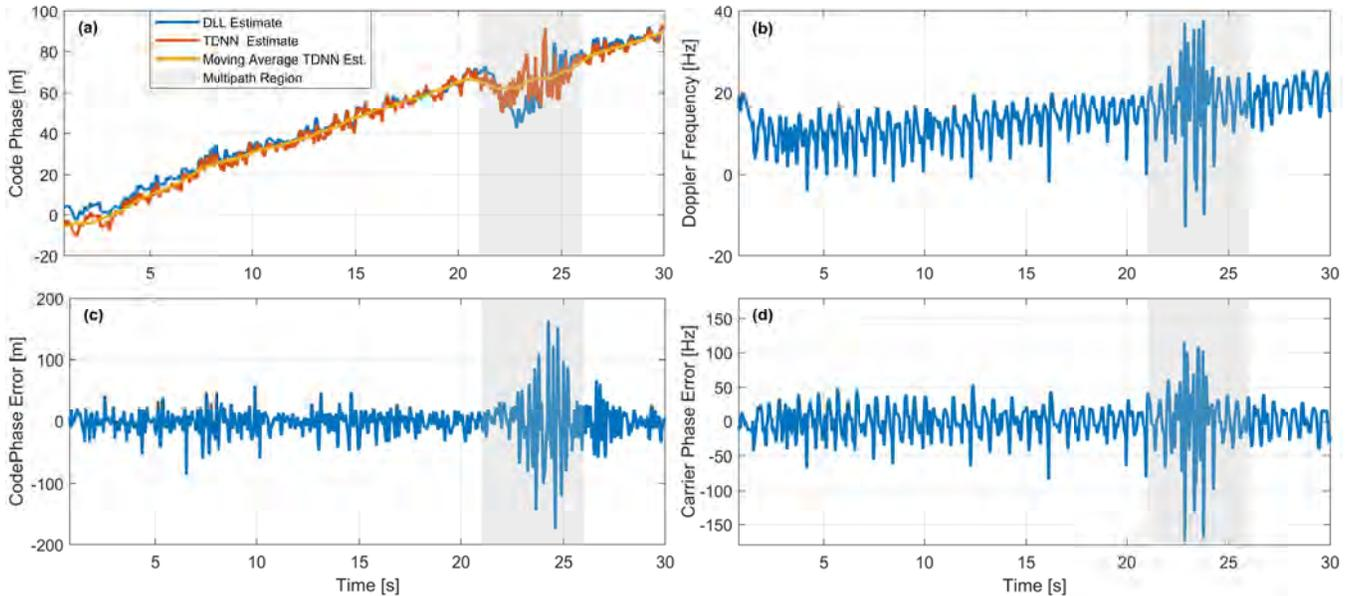 (a)
DLL Estimate
TDNN Estimate
Moving Average TDNN Est.
Multipath Region
Code Phase [m]
100
80
60
40
20
0
-20
5 10 15 20 25 30
(b)
Doppler Frequency [Hz]
40
20
0
-20
5 10 15 20 25 30
(c)
CodePhase Error [m]
200
100
0
-100
-200
5 10 15 20 25 30
Time [s]
(d)
Carrier Phase Error [Hz]
150
100
50
0
-50
-100
-150
5 10 15 20 25 30
Time [s]